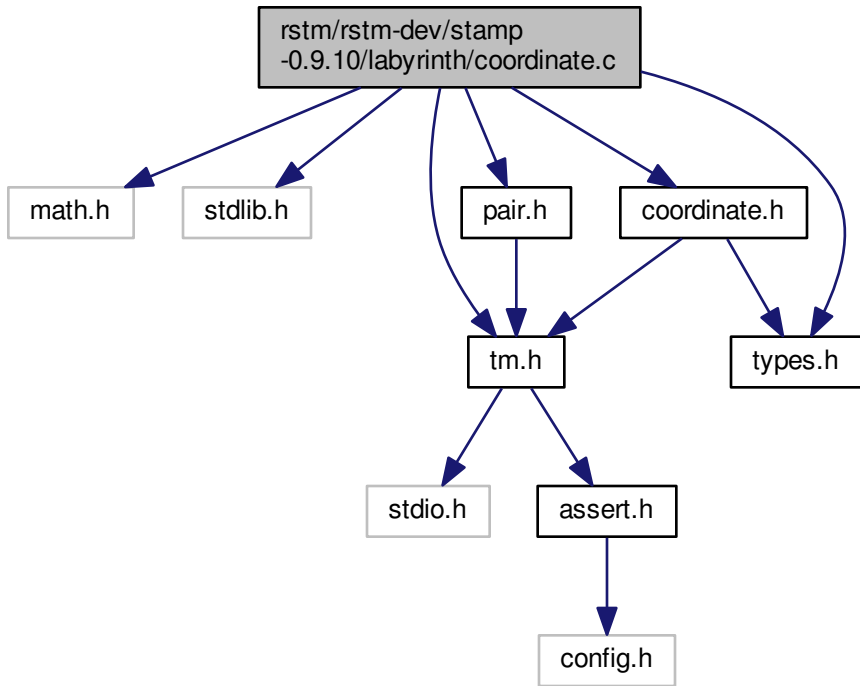 rstm/rstm-dev/stamp
-0.9.10/labyrinth/coordinate.c
math.h
stdlib.h
pair.h
coordinate.h
tm.h
types.h
stdio.h
assert.h
config.h